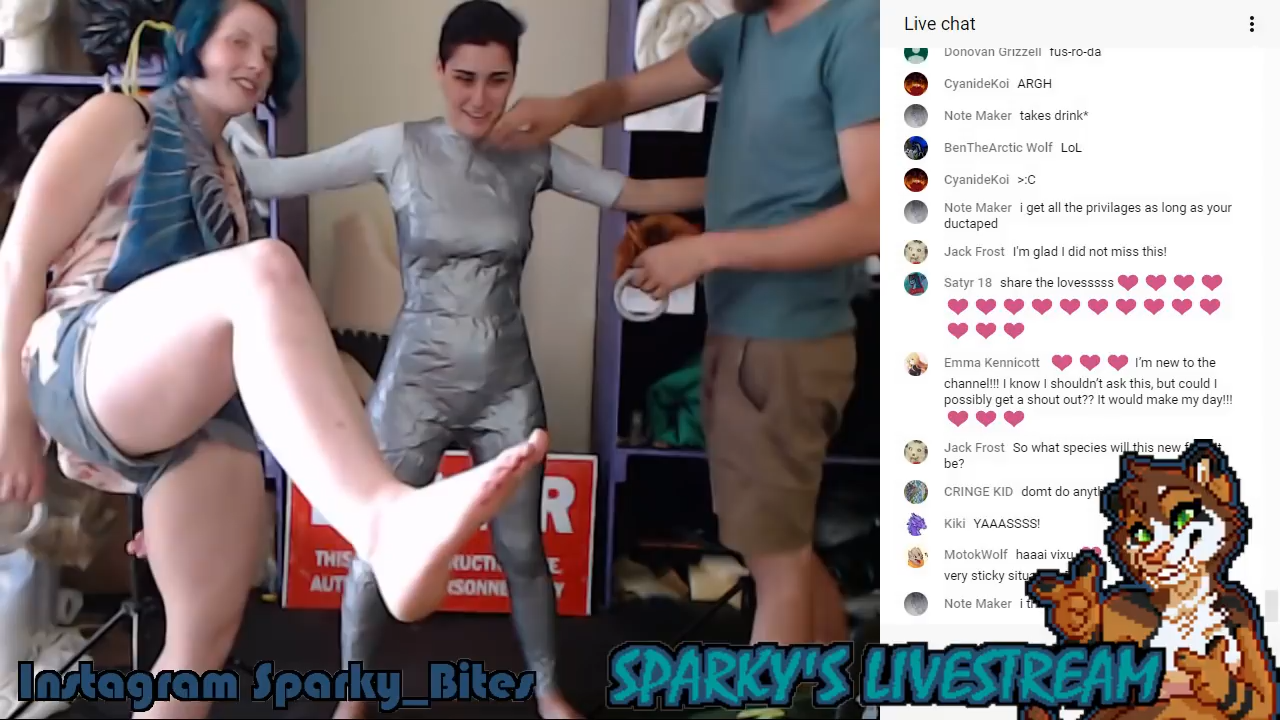 Live chat
Donovan Grizzell fus-ro-da
CyanideKoi ARGH
Note Maker takes drink*
BenTheArctic Wolf LoL
CyanideKoi >:C
Note Maker i get all the privilages as long as your
ductaped
Jack Frost I'm glad I did not miss this!
Satyr 18 share the lovesssss
Emma Kennicott I'm new to the
channel!!! I know I shouldn't ask this, but could I
possibly get a shout out?? It would make my day!!!
Jack Frost So what species will this new
be?
CRINGE KID domt do
Kiki YAAASSSS!
MotokWolf haaai
very sticky
Note Maker i
THIS
Instagram Sparky_Bites
SPARKY'S LIVESTREAM